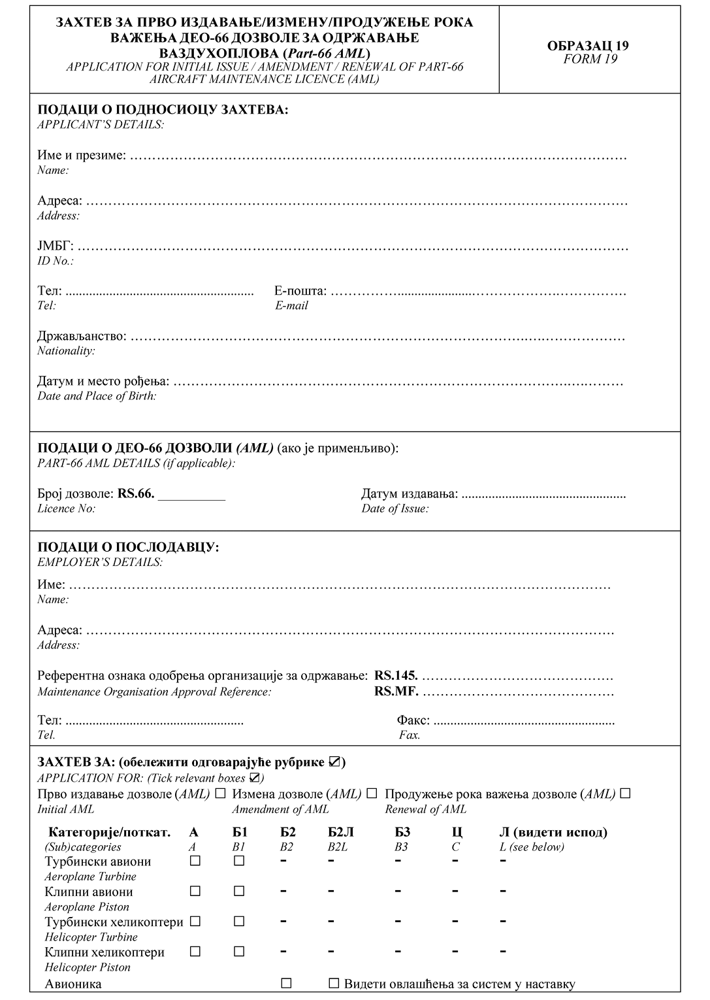 ЗАХТЕВ ЗА ПРВО ИЗДАВАЊЕ/ИЗМЕНУ/ПРОДУЖЕЊЕ РОКА
ВАЖЕЊА ДЕО-66 ДОЗВОЛЕ ЗА ОДРЖАВАЊЕ
ВАЗДУХОПЛОВА (Part-66 AML)
APPLICATION FOR INITIAL ISSUE / AMENDMENT / RENEWAL OF PART-66
AIRCRAFT MAINTENANCE LICENCE (AML)
ОБРАЗАЦ 19
FORM 19
ПОДАЦИ О ПОДНОСИОЦУ ЗАХТЕВА:
APPLICANT’S DETAILS:
Име и презиме: ……………………………………………………………………………
Name:
Адреса: ……………………………………………………………………………………
Address:
ЈМБГ: ………………………………………………………………………………………
ID No.:
Тел: ........................................................ Е-пошта: ……………......................……………………
Tel: E-mail
Држављанство: ……………………………………………………………………………
Nationality:
Датум и место рођења: ……………………………………………………………………
Date and Place of Birth:
ПОДАЦИ О ДЕО-66 ДОЗВОЛИ (AML) (ако је применљиво):
PART-66 AML DETAILS (if applicable):
Број дозволе: RS.66. __________ Датум издавања: .................................................
Licence No: Date of Issue:
ПОДАЦИ О ПОСЛОДАВЦУ:
EMPLOYER’S DETAILS:
Име: ……………………………………………………………………………………
Name:
Адреса: …………………………………………………………………………………
Address:
Референтна ознака одобрења организације за одржавање: RS.145. ……………………………
Maintenance Organisation Approval Reference: RS.MF. ……………………………
Тел: ..................................................... Факс: ......................................................
Tel. Fax.
ЗАХТЕВ ЗА: (обележити одговарајуће рубрике ☑)
APPLICATION FOR: (Tick relevant boxes ☑)
Прво издавање дозволе (AML) ☐ Измена дозволе (AML) ☐ Продужење рока важења дозволе (AML) ☐
Initial AML Amendment of AML Renewal of AML
Категорије/поткат. А Б1 Б2 Б2Л Б3 Ц Л (видети испод)
(Sub)categories A B1 B2 B2L B3 C L (see below)
Турбински авиони ☐ ☐ - - - - -
Aeroplane Turbine
Клипни авиони ☐ ☐ - - - - -
Aeroplane Piston
Турбински хеликоптери ☐ ☐ - - - - -
Helicopter Turbine
Клипни хеликоптери ☐ ☐ - - - - -
Helicopter Piston
Авионика ☐ ☐ Видети овлашћења за систем у наставку